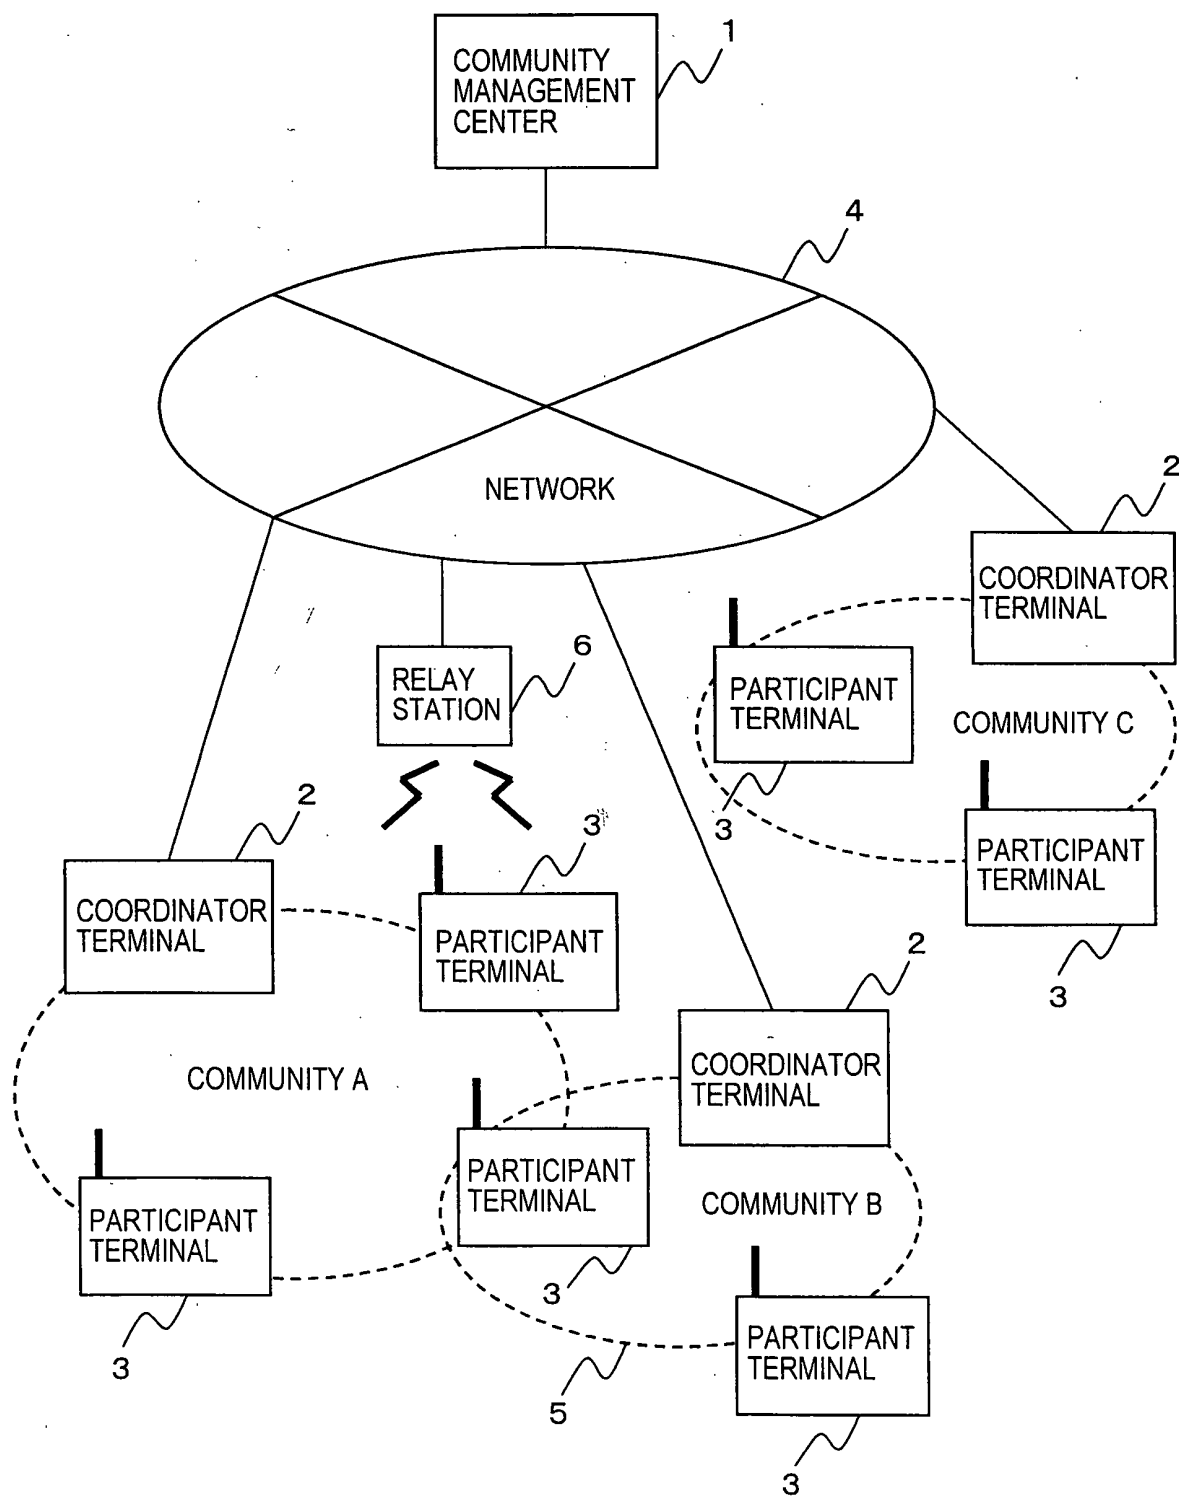 1
COMMUNITY
MANAGEMENT
CENTER
4
NETWORK
2
COORDINATOR
TERMINAL
6
RELAY
STATION
PARTICIPANT
TERMINAL
COMMUNITY C
3
2
3
PARTICIPANT
TERMINAL
COORDINATOR
TERMINAL
PARTICIPANT
TERMINAL
2
3
COORDINATOR
TERMINAL
COMMUNITY A
PARTICIPANT
TERMINAL
COMMUNITY B
PARTICIPANT
TERMINAL
3
3
PARTICIPANT
TERMINAL
5
3